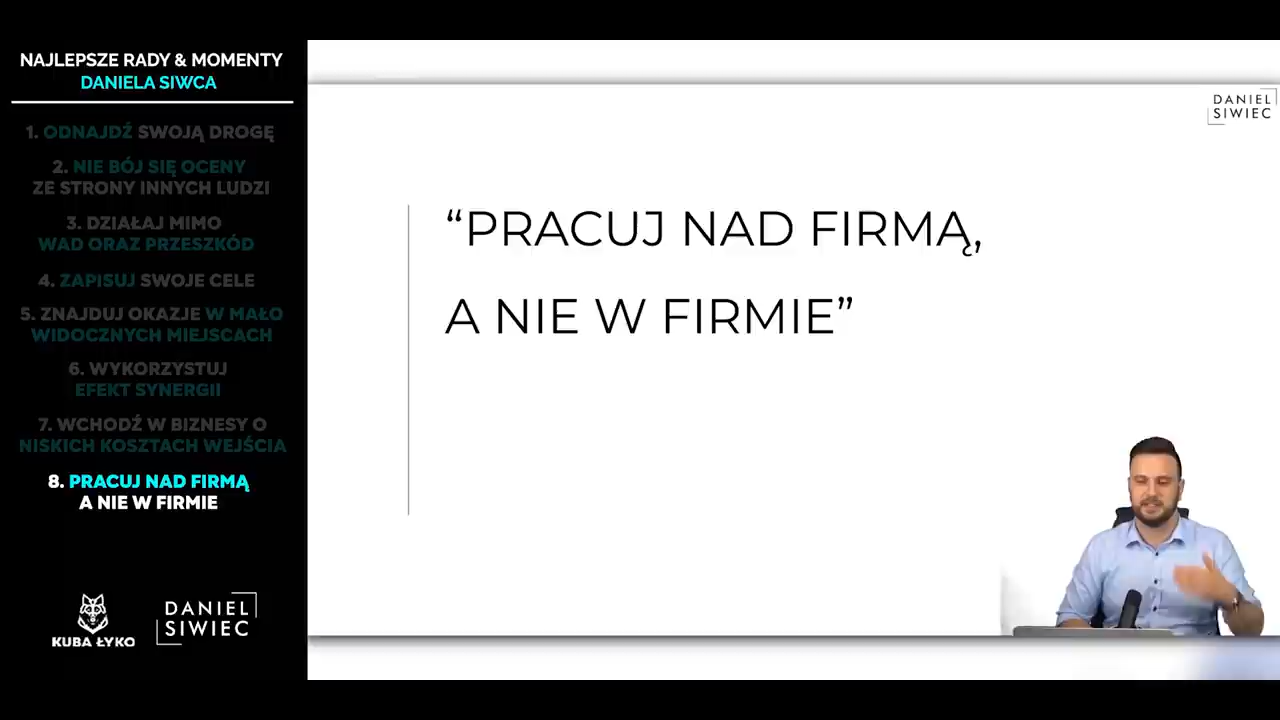 NAJLEPSZE RADY & MOMENTY
DANIELA SIWCA
1. ODNAJDŹ SWOJĄ DROGĘ
2. NIE BÓJ SIĘ OCENY
ZE STRONY INNYCH LUDZI
3. DZIAŁAJ MIMO
WAD ORAZ PRZESZKÓD
4. ZAPISUJ SWOJE CELE
5. ZNAJDUJ OKAZJE W MAŁO
WIDOCZNYCH MIEJSCACH
6. WYKORZYSTUJ
EFEKT SYNERGII
7. WCHODŹ W BIZNESY O
NISKICH KOSZTACH WEJŚCIA
8. PRACUJ NAD FIRMĄ
A NIE W FIRMIE
KUBA ŁYKO
DANIEL
SIWIEC
DANIEL
SIWIEC
“PRACUJ NAD FIRMĄ,
A NIE W FIRMIE”